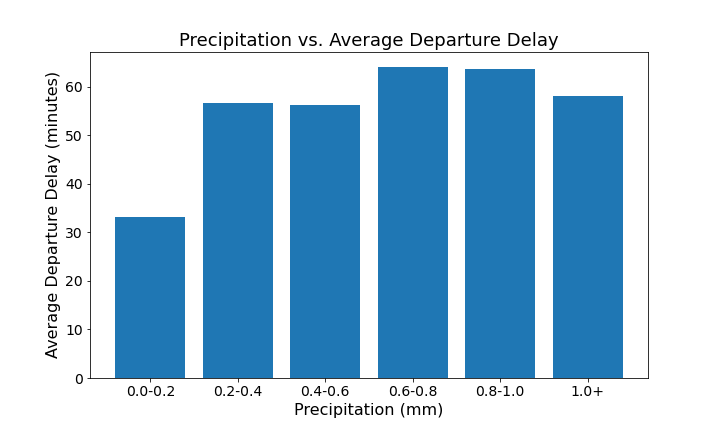 Precipitation vs. Average Departure Delay
Average Departure Delay (minutes)
60
50
40
30
20
10
0
0.0-0.2 0.2-0.4 0.4-0.6 0.6-0.8 0.8-1.0 1.0+
Precipitation (mm)